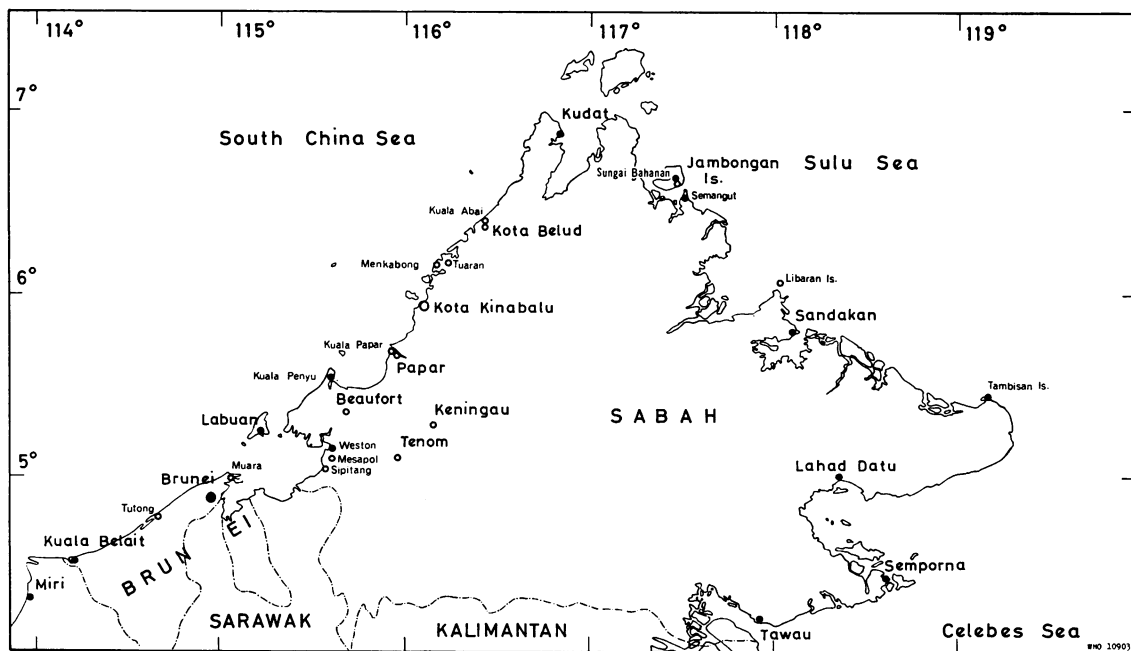 114°
115°
116°
117°
118°
119°
7°
Kudat
South China Sea
Sungai Bahanan
Jambongan
Is.
Sulu Sea
Semangut
Kuala Abai
Kota Belud
Menkabong
Tuaran
6°
Libaran Is.
Kota Kinabalu
Sandakan
Kuala Papar
Papar
Kuala Penyu
Beaufort
Tambisan Is.
Keningau
SABAH
Labuan
Weston
Tenom
Mesapol
Sipitang
5°
Muara
Lahad Datu
Brunei
Tutong
Kuala Belait
BRUNEI
Semporna
Miri
SARAWAK
KALIMANTAN
Tawau
Celebes Sea
WHO 10903